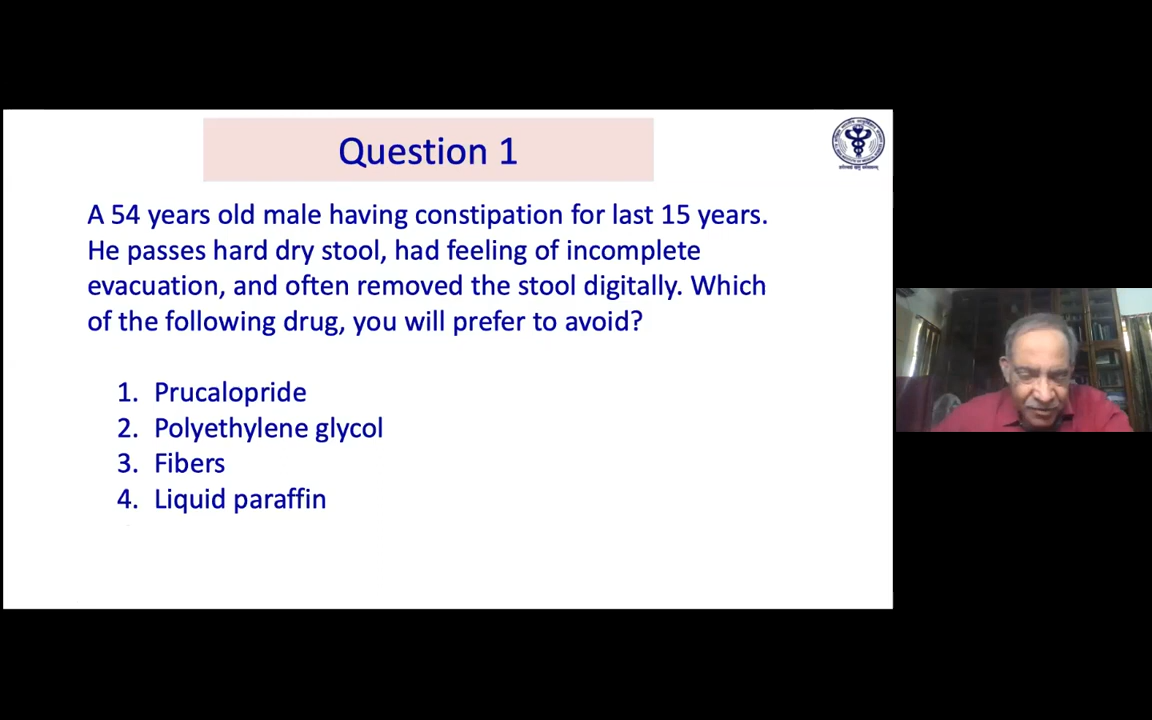 Question 1
A 54 years old male having constipation for last 15 years.
He passes hard dry stool, had feeling of incomplete
evacuation, and often removed the stool digitally. Which
of the following drug, you will prefer to avoid?
1. Prucalopride
2. Polyethylene glycol
3. Fibers
4. Liquid paraffin